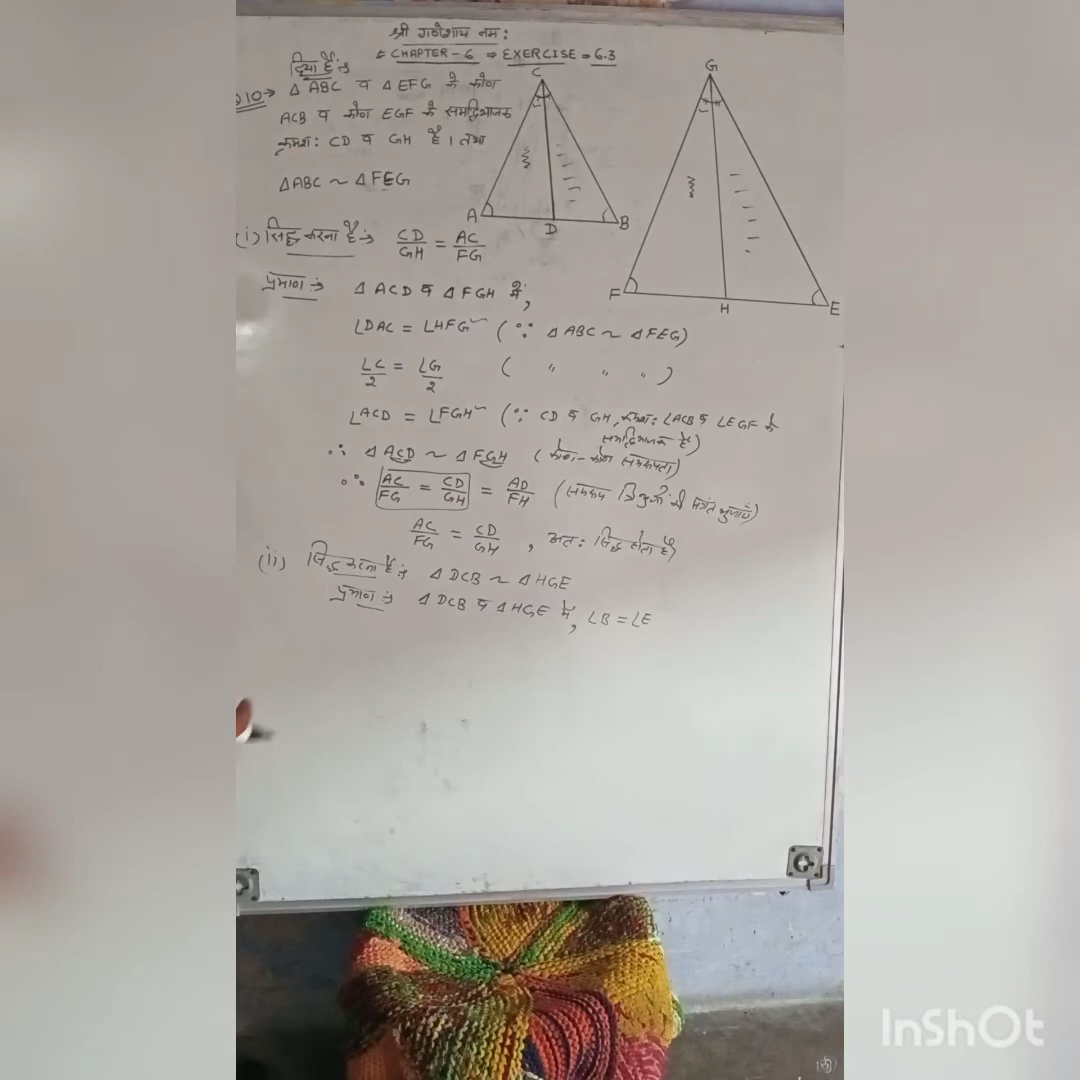 श्री गणेशाय नमः
CHAPTER-6 ⇒ EXERCISE ⇒ 6.3
दिया है:→
10→ Δ ABC व Δ EFG के कोण
ACB व कोण EGF के समद्विभाजक
क्रमशः CD व GH हैं। तथा
ΔABC ~ ΔFEG
(i) सिद्ध करना है:→ CD/GH = AC/FG
प्रमाण:→ Δ ACD व Δ FGH में,
∠DAC = ∠HFG (∵ Δ ABC ~ Δ FEG)
∠C/2 = ∠G/2 ( " " " )
∠ACD = ∠FGH (∵ CD व GH, क्रमशः ∠ACB व ∠EGF के
समद्विभाजक हैं)
∴ Δ ACD ~ Δ FGH (कोण-कोण समरूपता)
∴ AC/FG = CD/GH = AD/FH (समरूप त्रिभुजों की संगत भुजाएँ)
AC/FG = CD/GH , अतः सिद्ध होता है।
(ii) सिद्ध करना है:→ Δ DCB ~ Δ HGE
प्रमाण:→ Δ DCB व Δ HGE में, ∠B = ∠E
C
A
D
B
G
F
H
E
InShOt